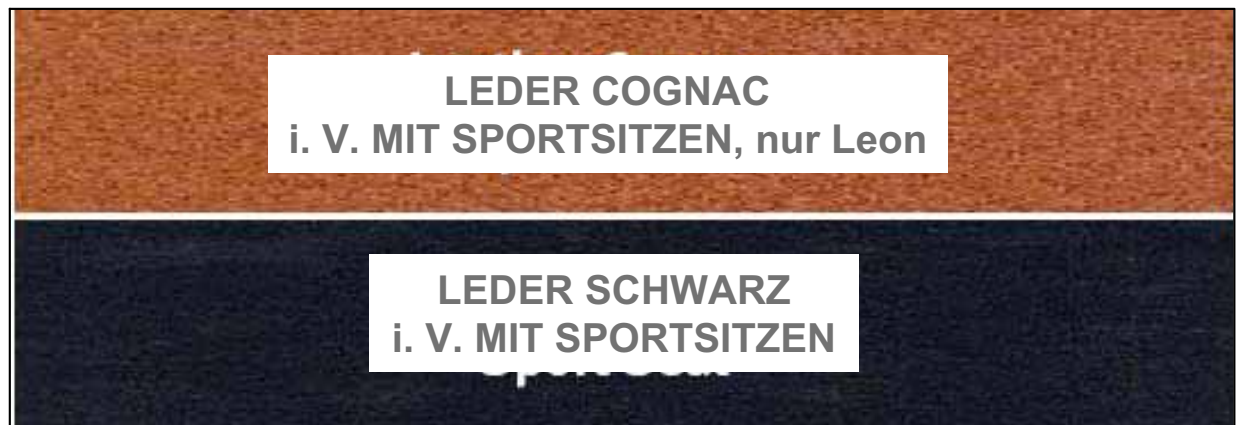 LEDER COGNAC
i. V. MIT SPORTSITZEN, nur Leon
LEDER SCHWARZ
i. V. MIT SPORTSITZEN